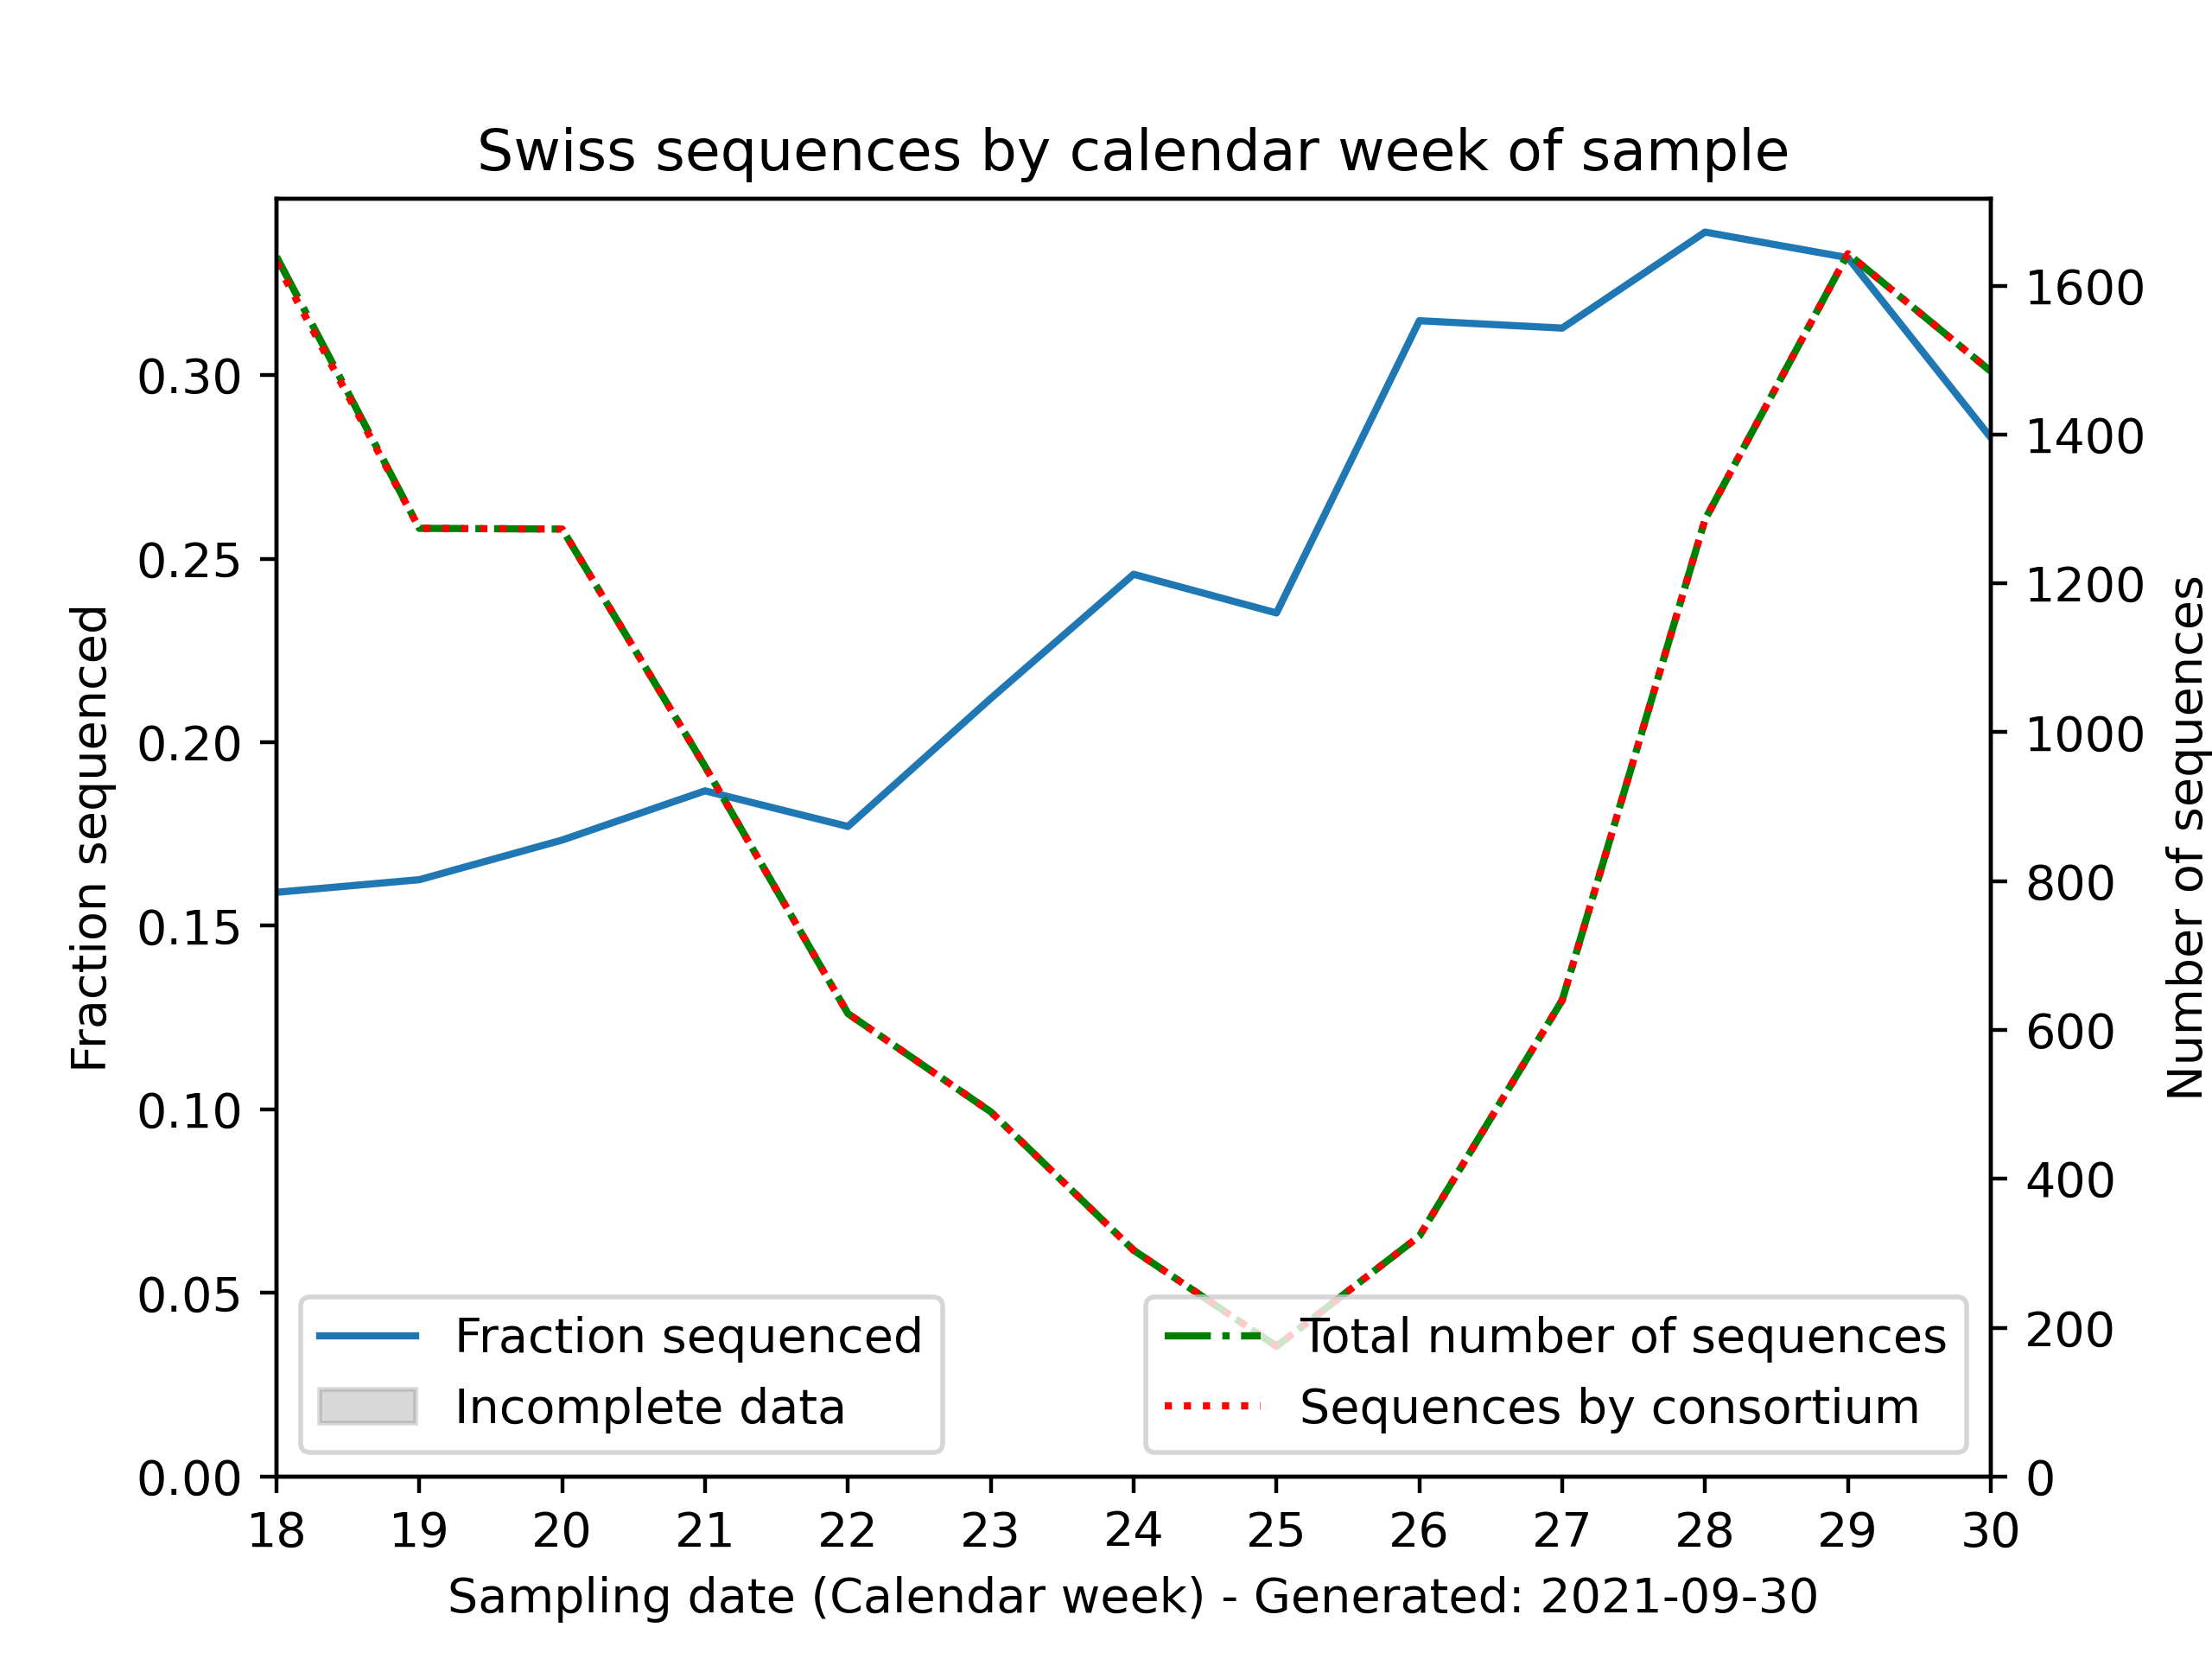 Swiss sequences by calendar week of sample
0.30
0.25
0.20
0.15
0.10
0.05
0.00
Fraction sequenced
1600
1400
1200
1000
800
600
400
200
0
Number of sequences
Fraction sequenced
Incomplete data
Total number of sequences
Sequences by consortium
18 19 20 21 22 23 24 25 26 27 28 29 30
Sampling date (Calendar week) - Generated: 2021-09-30